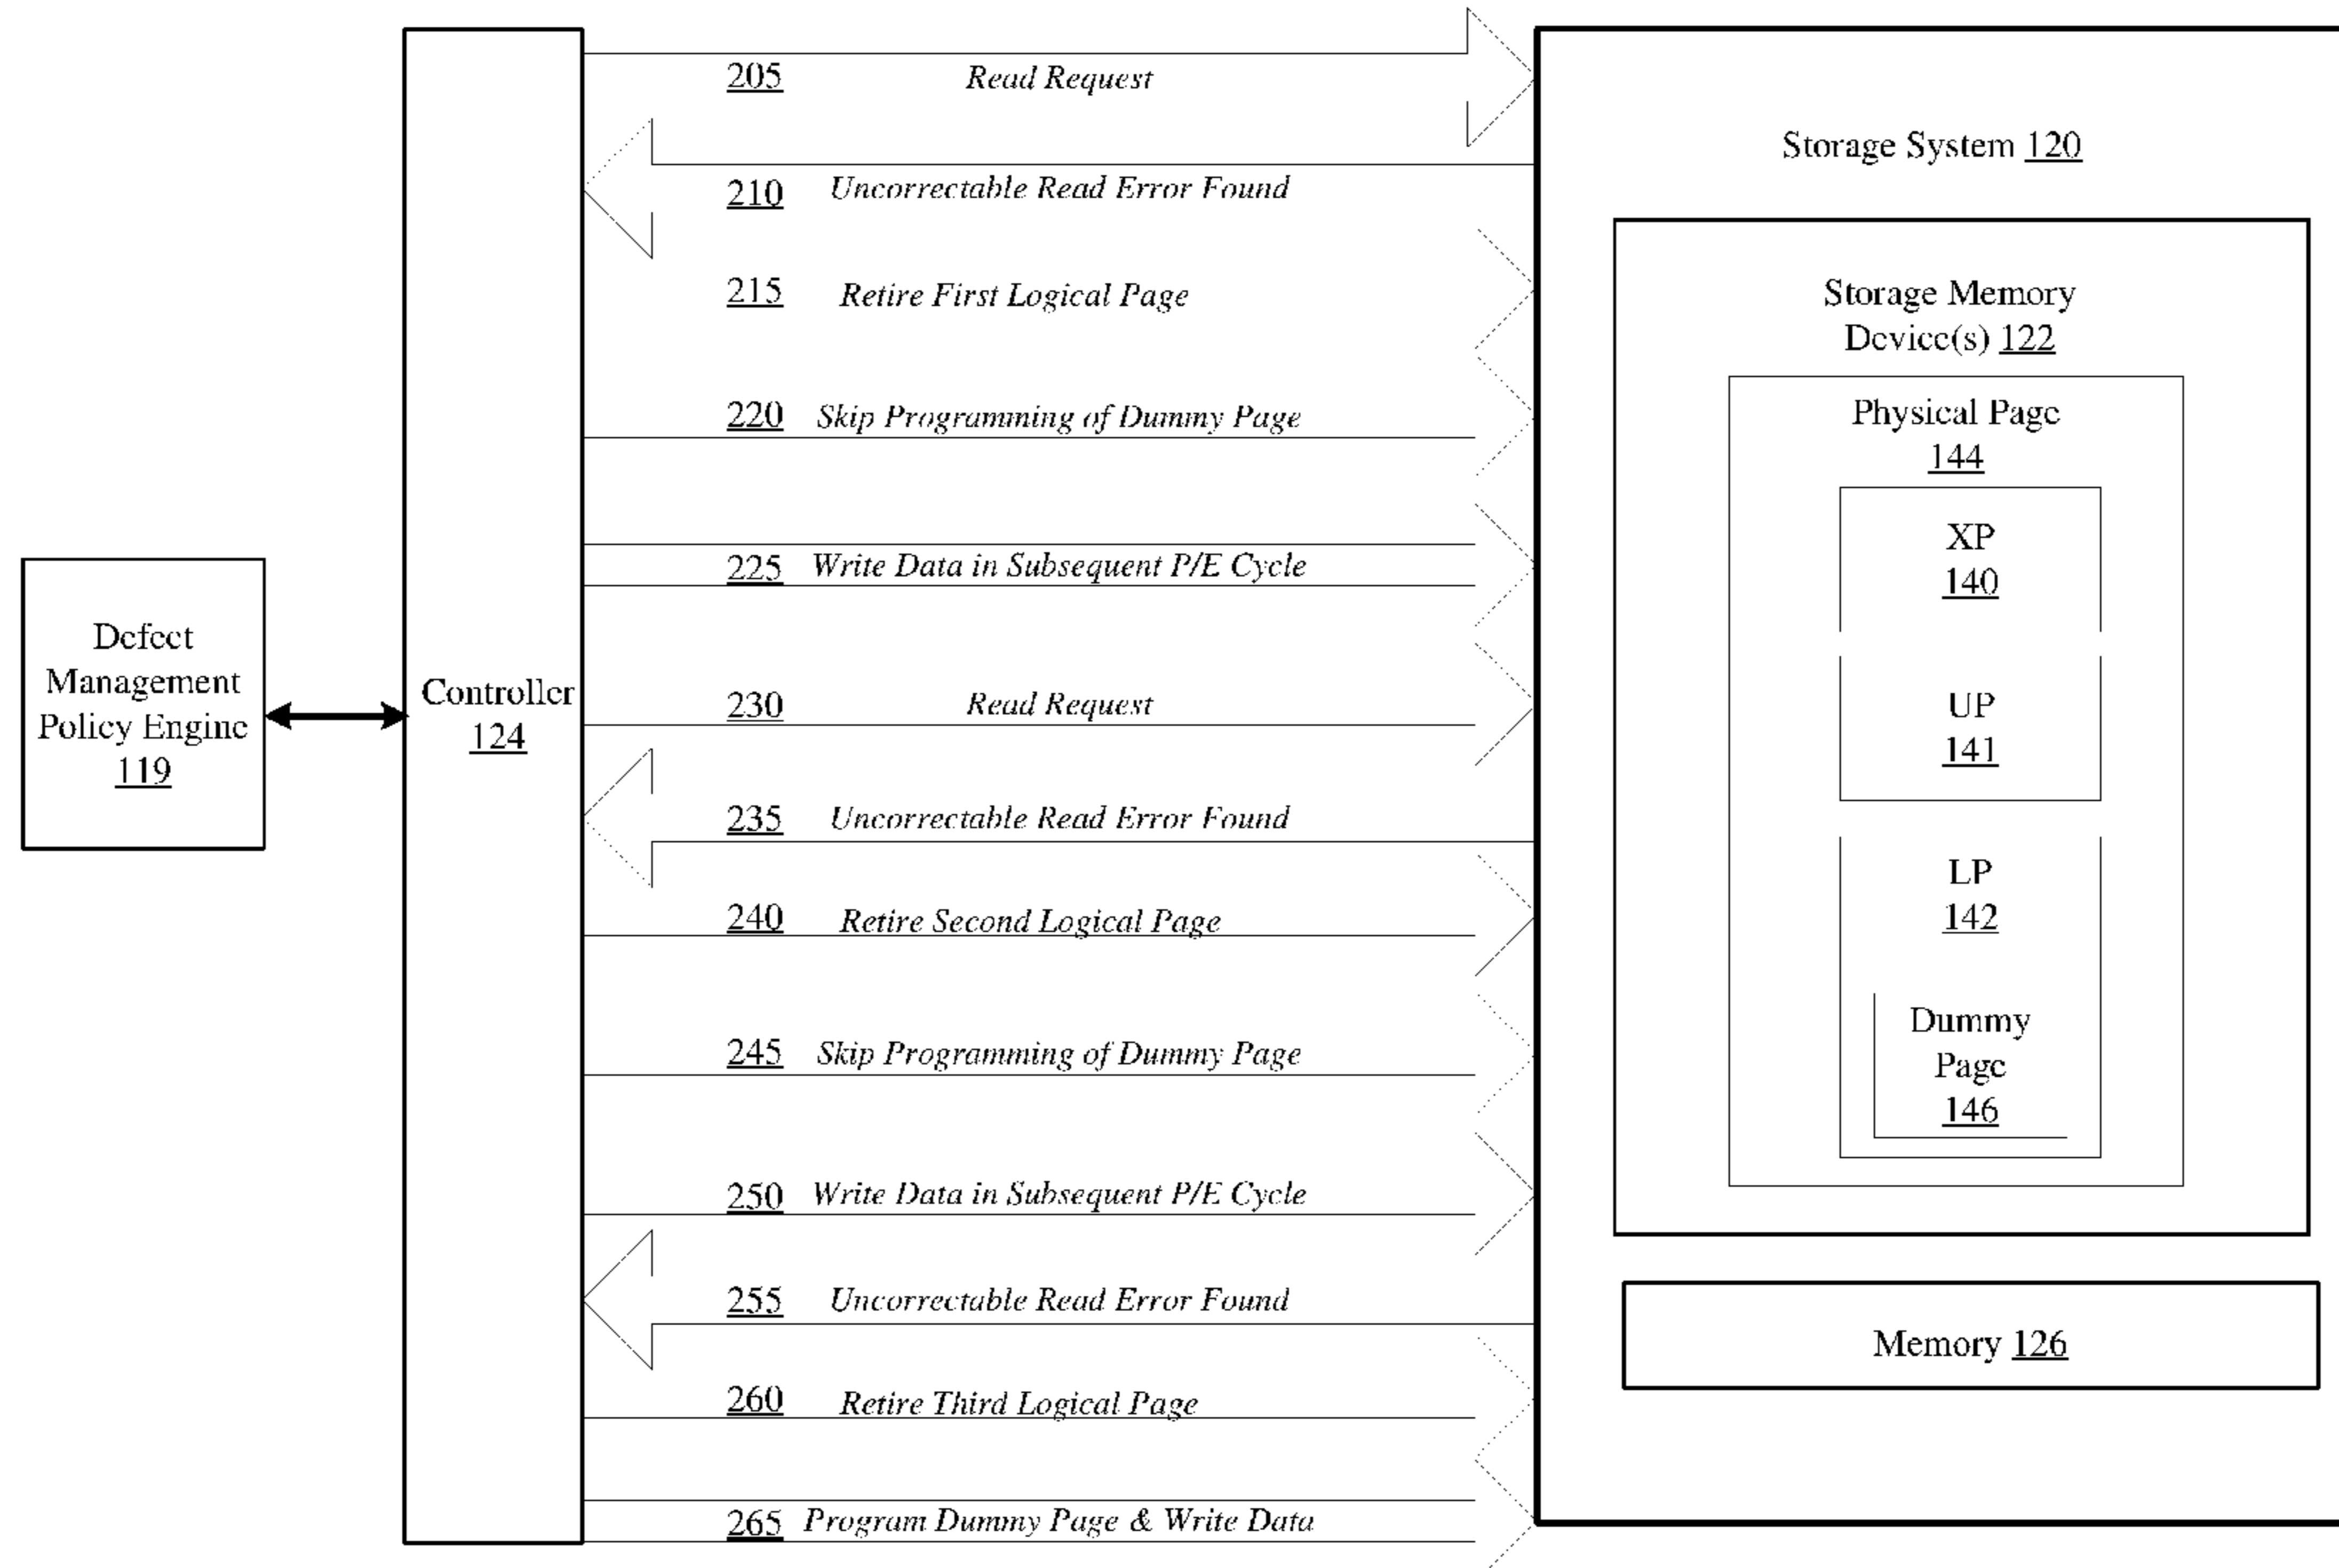 Defect
Management
Policy Engine
119
Controller
124
205 Read Request
210 Uncorrectable Read Error Found
215 Retire First Logical Page
220 Skip Programming of Dummy Page
225 Write Data in Subsequent P/E Cycle
230 Read Request
235 Uncorrectable Read Error Found
240 Retire Second Logical Page
245 Skip Programming of Dummy Page
250 Write Data in Subsequent P/E Cycle
255 Uncorrectable Read Error Found
260 Retire Third Logical Page
265 Program Dummy Page & Write Data
Storage System 120
Storage Memory
Device(s) 122
Physical Page
144
XP
140
UP
141
LP
142
Dummy
Page
146
Memory 126